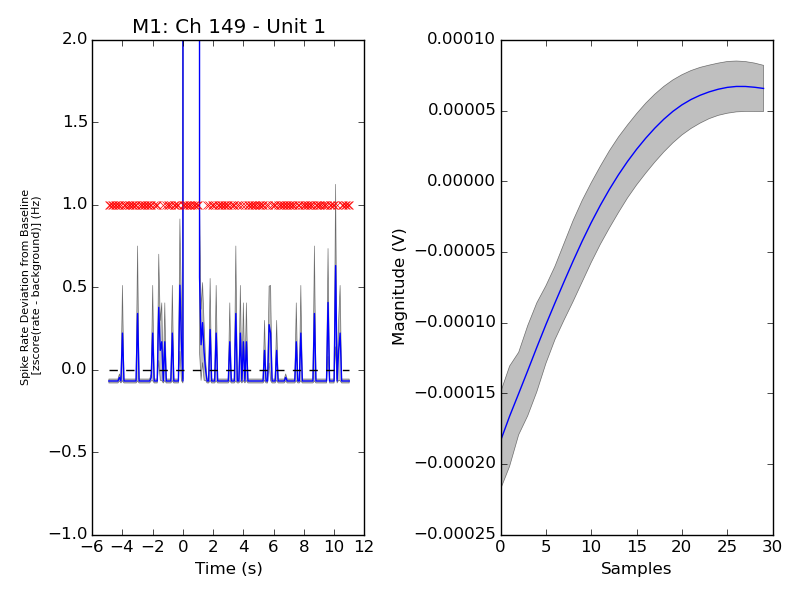 M1: Ch 149 - Unit 1
2.0
1.5
1.0
0.5
0.0
−0.5
−1.0
−6 −4 −2 0 2 4 6 8 10 12
Time (s)
Spike Rate Deviation from Baseline
[zscore(rate - background)] (Hz)
0.00010
0.00005
0.00000
−0.00005
−0.00010
−0.00015
−0.00020
−0.00025
0 5 10 15 20 25 30
Samples
Magnitude (V)